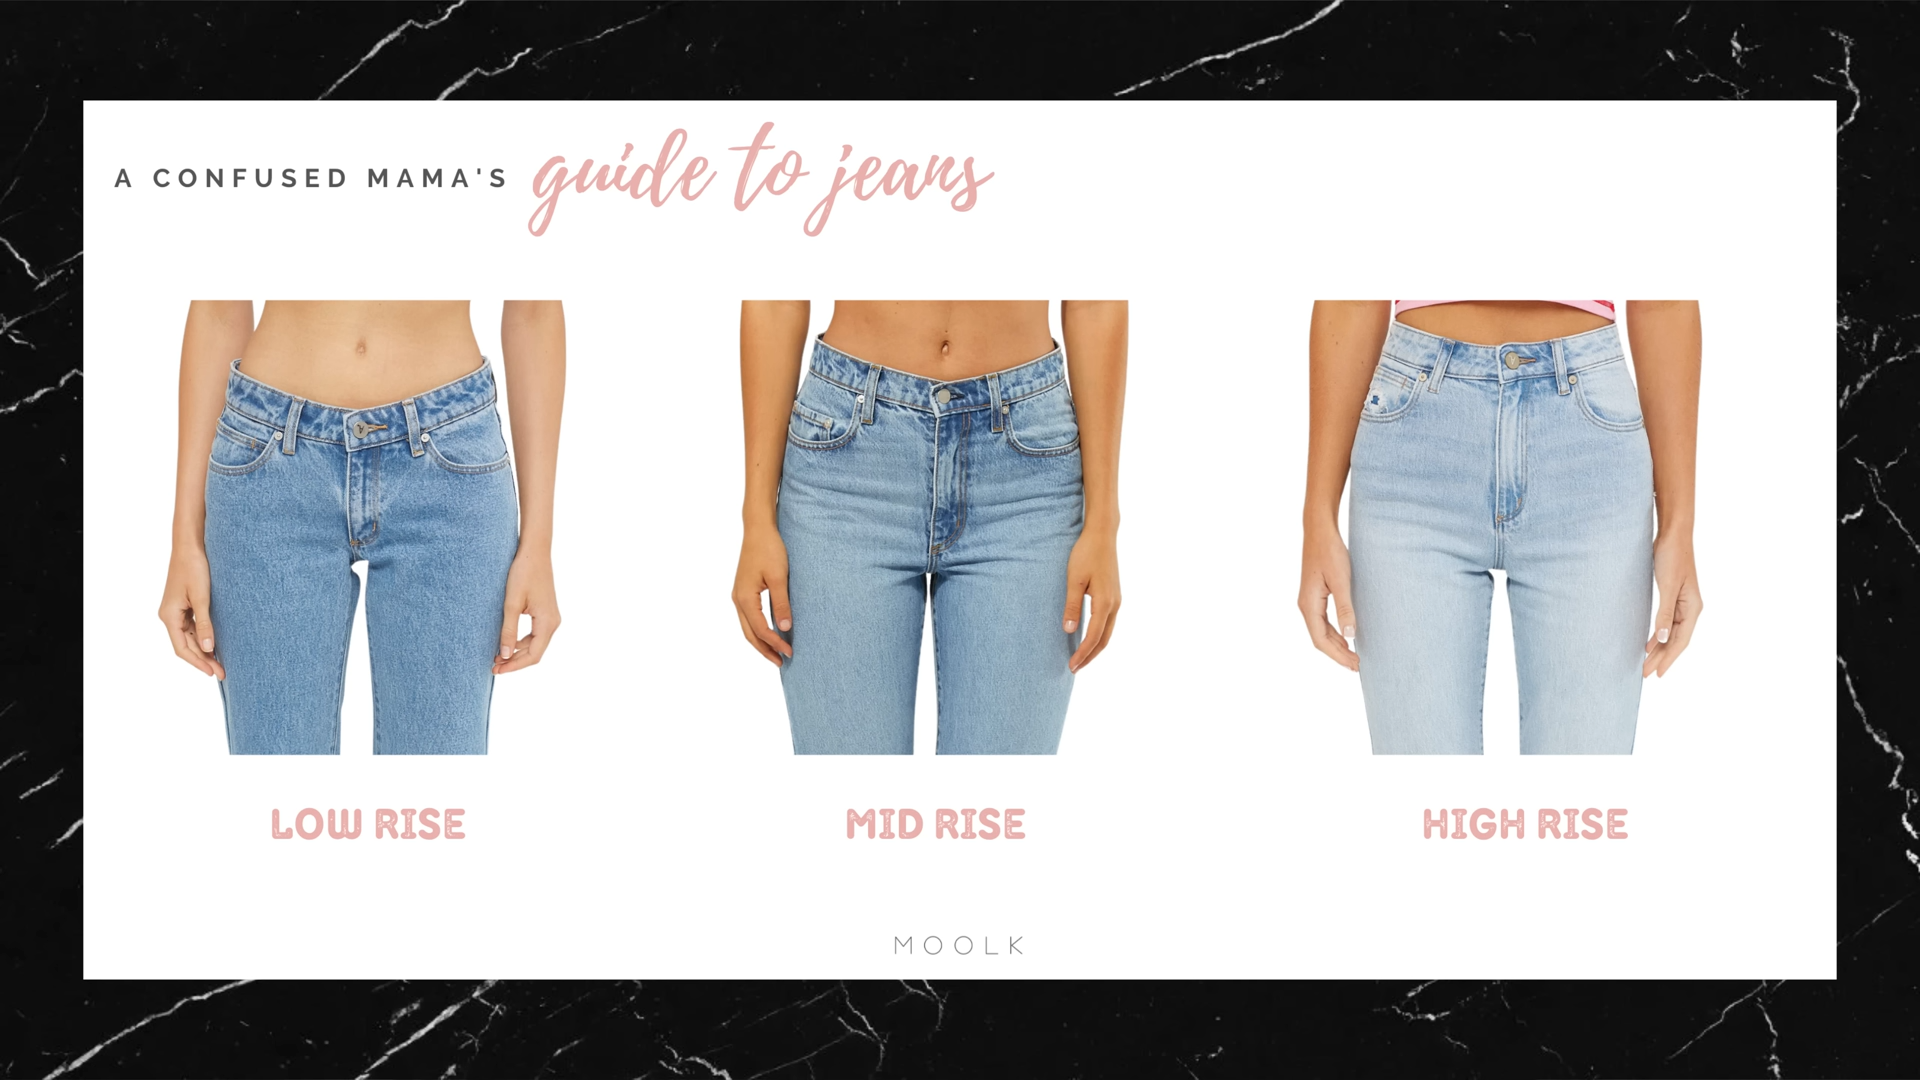 A CONFUSED MAMA'S guide to jeans
LOW RISE
MID RISE
HIGH RISE
MOOLK